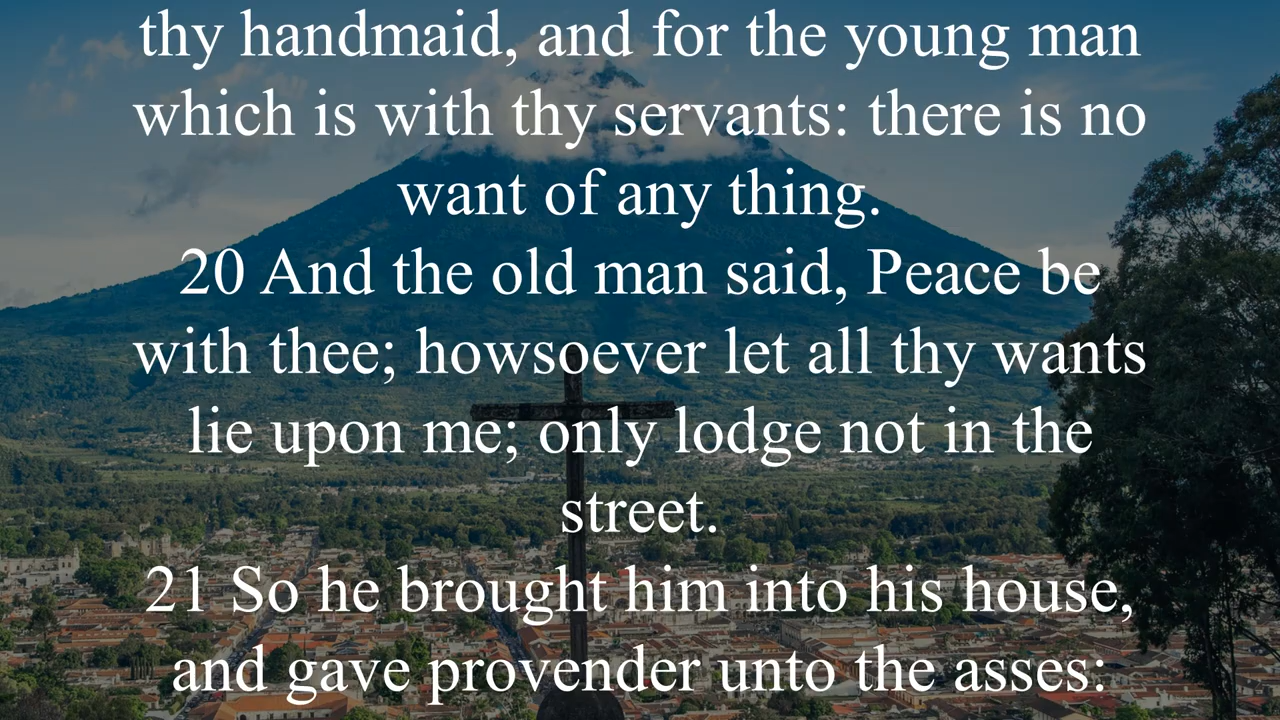 thy handmaid, and for the young man
which is with thy servants: there is no
want of any thing.
20 And the old man said, Peace be
with thee; howsoever let all thy wants
lie upon me; only lodge not in the
street.
21 So he brought him into his house,
and gave provender unto the asses: